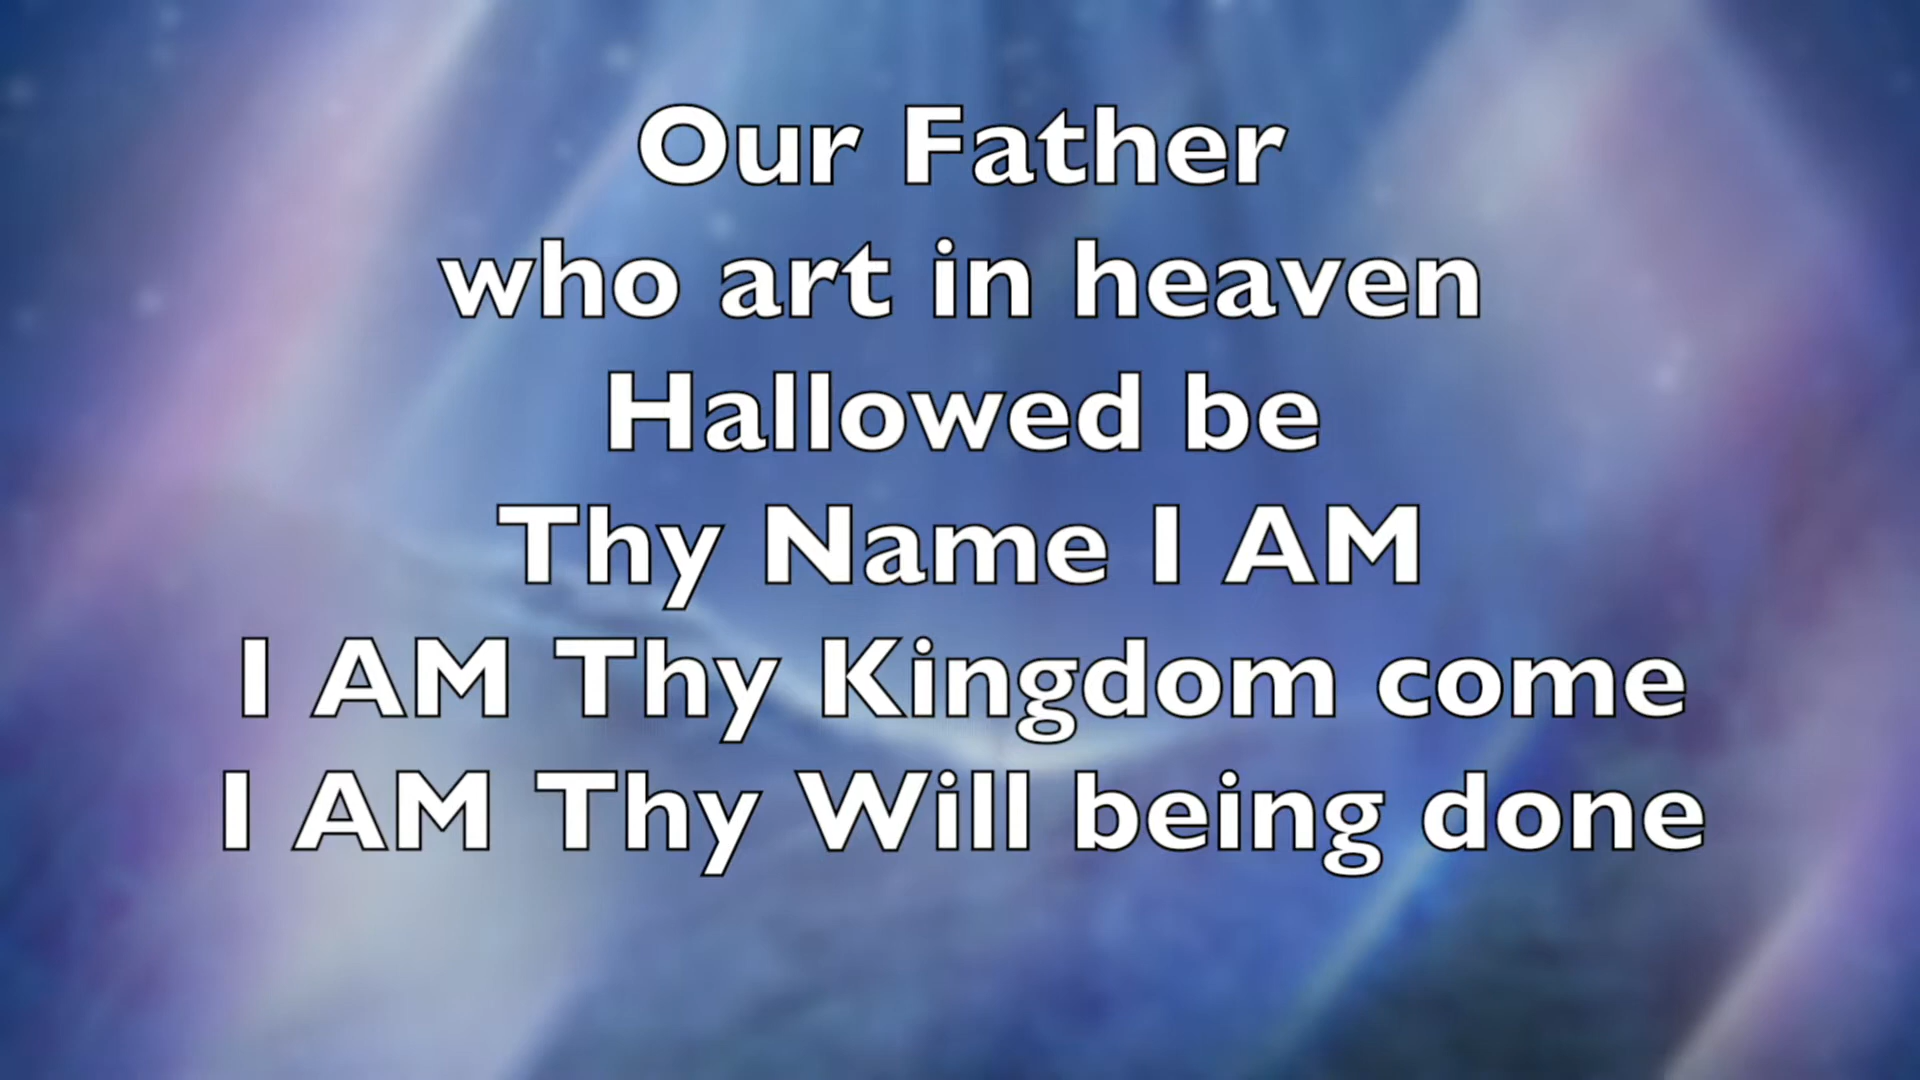 Our Father
who art in heaven
Hallowed be
Thy Name I AM
I AM Thy Kingdom come
I AM Thy Will being done